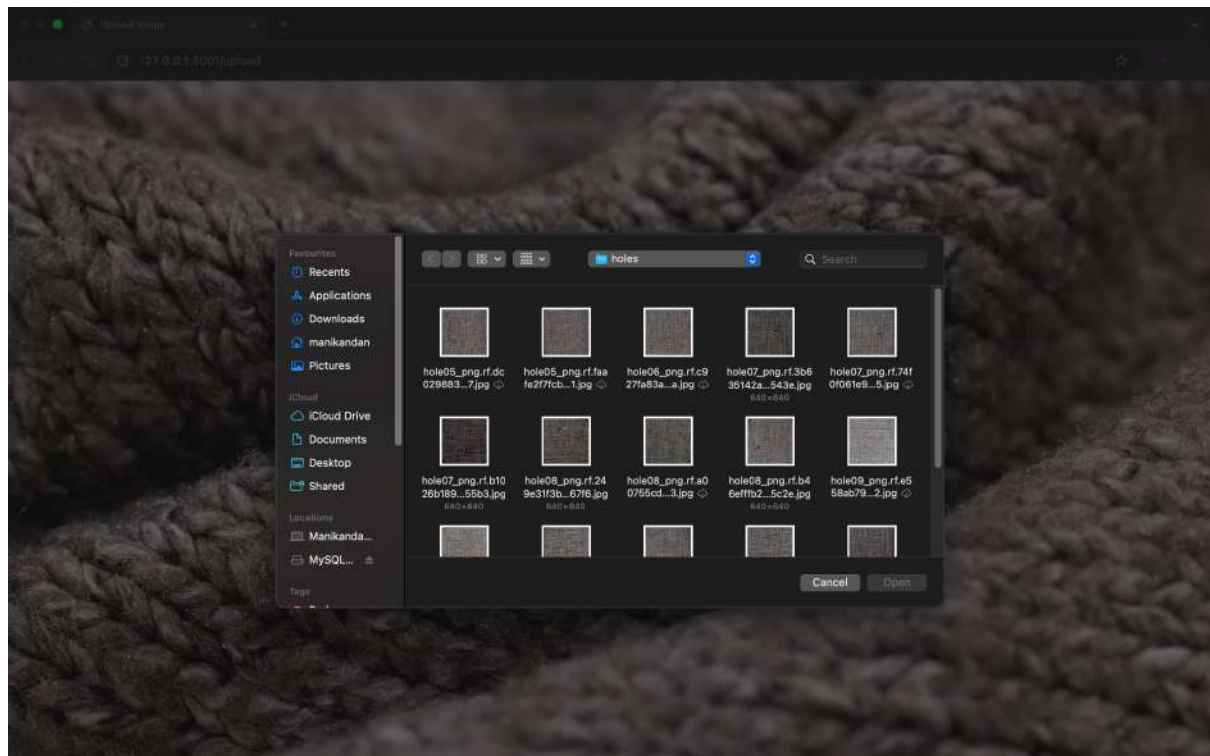 Upload Image
127.0.0.1:5001/upload
Favourites
Recents
Applications
Downloads
manikandan
Pictures
iCloud
iCloud Drive
Documents
Desktop
Shared
Locations
Manikanda...
MySQL...
Tags
holes
Search
hole05_png.rf.dc
029883...7.jpg
hole05_png.rf.faa
fe2f7fcb...1.jpg
hole06_png.rf.c9
27fa83a...a.jpg
hole07_png.rf.3b6
35142a...543e.jpg
640×640
hole07_png.rf.74f
0f061e9...5.jpg
hole07_png.rf.b10
26b189...55b3.jpg
640×640
hole08_png.rf.24
9e31f3b...67f6.jpg
640×640
hole08_png.rf.a0
0755cd...3.jpg
hole08_png.rf.b4
6efffb2...5c2e.jpg
640×640
hole09_png.rf.e5
58ab79...2.jpg
Cancel
Open